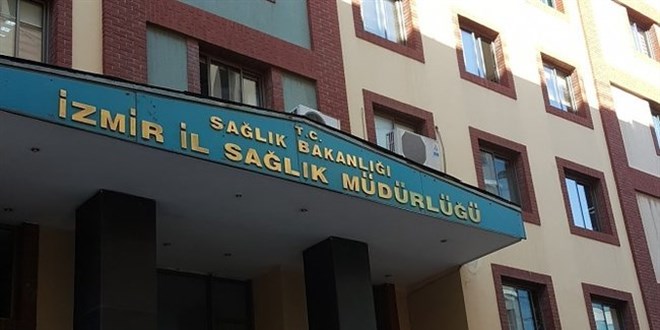 T.C.
SAĞLIK BAKANLIĞI
İZMİR İL SAĞLIK MÜDÜRLÜĞÜ